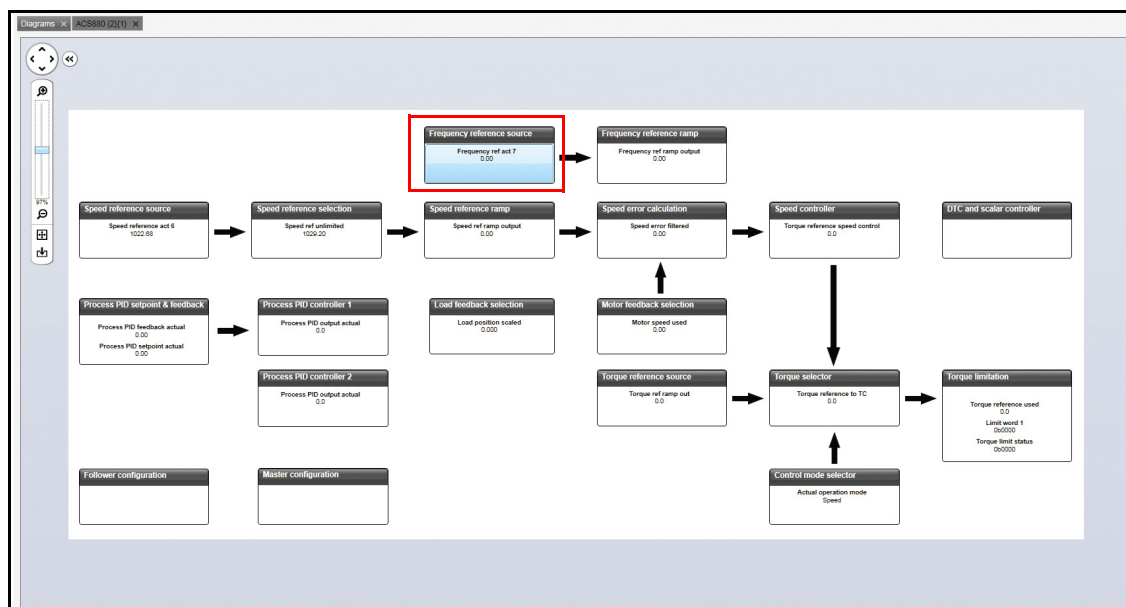 Diagrams
ACS880 {2}{1}
97%
Frequency reference source
Frequency ref act 7
0.00
Frequency reference ramp
Frequency ref ramp output
0.00
Speed reference source
Speed reference act 6
1022.68
Speed reference selection
Speed ref unlimited
1029.20
Speed reference ramp
Speed ref ramp output
0.00
Speed error calculation
Speed error filtered
0.00
Speed controller
Torque reference speed control
0.0
DTC and scalar controller
Process PID setpoint & feedback
Process PID feedback actual
0.00
Process PID setpoint actual
0.00
Process PID controller 1
Process PID output actual
0.0
Load feedback selection
Load position scaled
0.000
Motor feedback selection
Motor speed used
0.00
Process PID controller 2
Process PID output actual
0.0
Torque reference source
Torque ref ramp out
0.0
Torque selector
Torque reference to TC
0.0
Torque limitation
Torque reference used
0.0
Limit word 1
0b0000
Torque limit status
0b0000
Follower configuration
Master configuration
Control mode selector
Actual operation mode
Speed